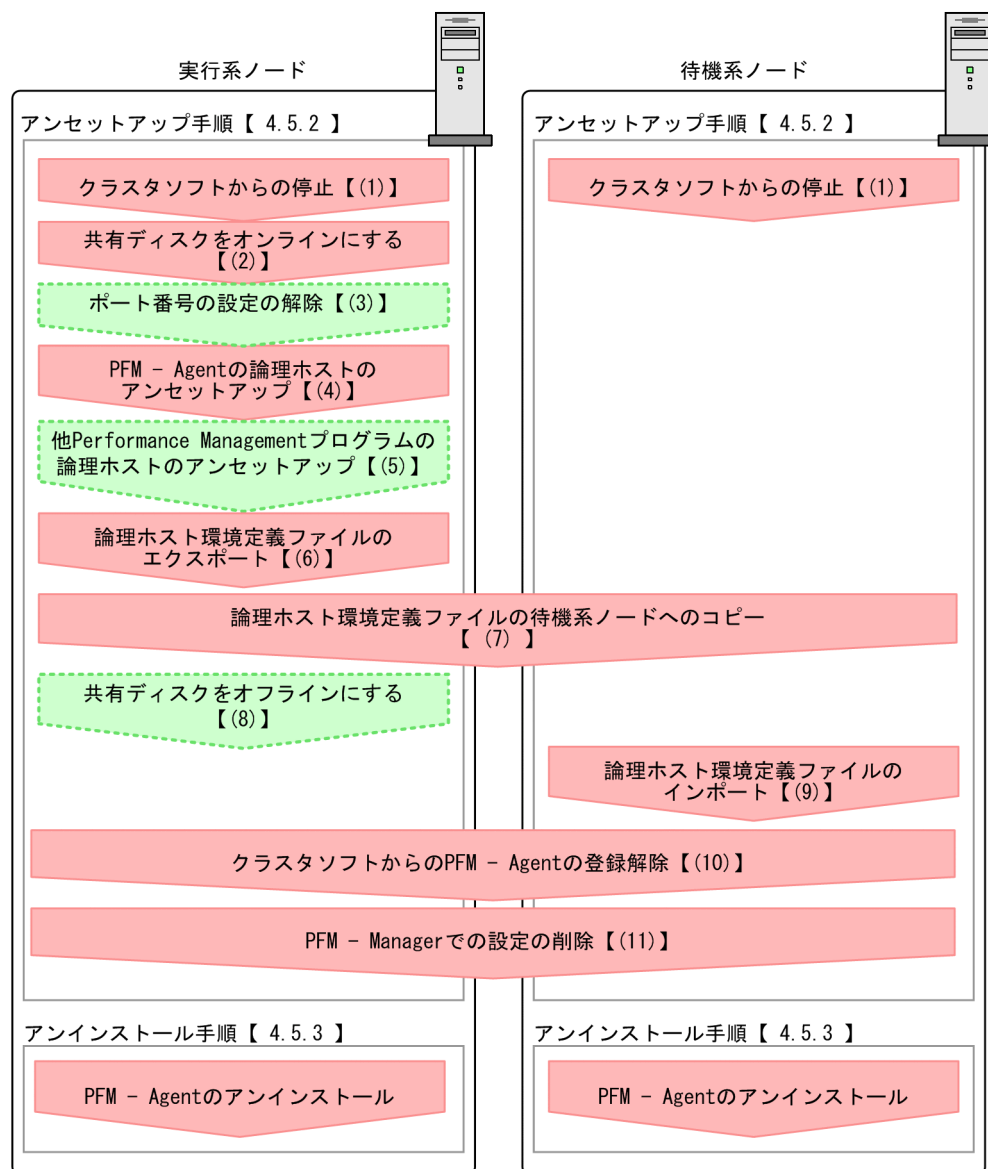 実行系ノード
待機系ノード
アンセットアップ手順【 4.5.2 】
アンセットアップ手順【 4.5.2 】
クラスタソフトからの停止【(1)】
クラスタソフトからの停止【(1)】
共有ディスクをオンラインにする
【(2)】
ポート番号の設定の解除【(3)】
PFM － Agentの論理ホストの
アンセットアップ【(4)】
他Performance Managementプログラムの
論理ホストのアンセットアップ【(5)】
論理ホスト環境定義ファイルの
エクスポート【(6)】
論理ホスト環境定義ファイルの待機系ノードへのコピー
【 (7) 】
共有ディスクをオフラインにする
【(8)】
論理ホスト環境定義ファイルの
インポート【(9)】
クラスタソフトからのPFM － Agentの登録解除【(10)】
PFM － Managerでの設定の削除【(11)】
アンインストール手順【 4.5.3 】
アンインストール手順【 4.5.3 】
PFM － Agentのアンインストール
PFM － Agentのアンインストール